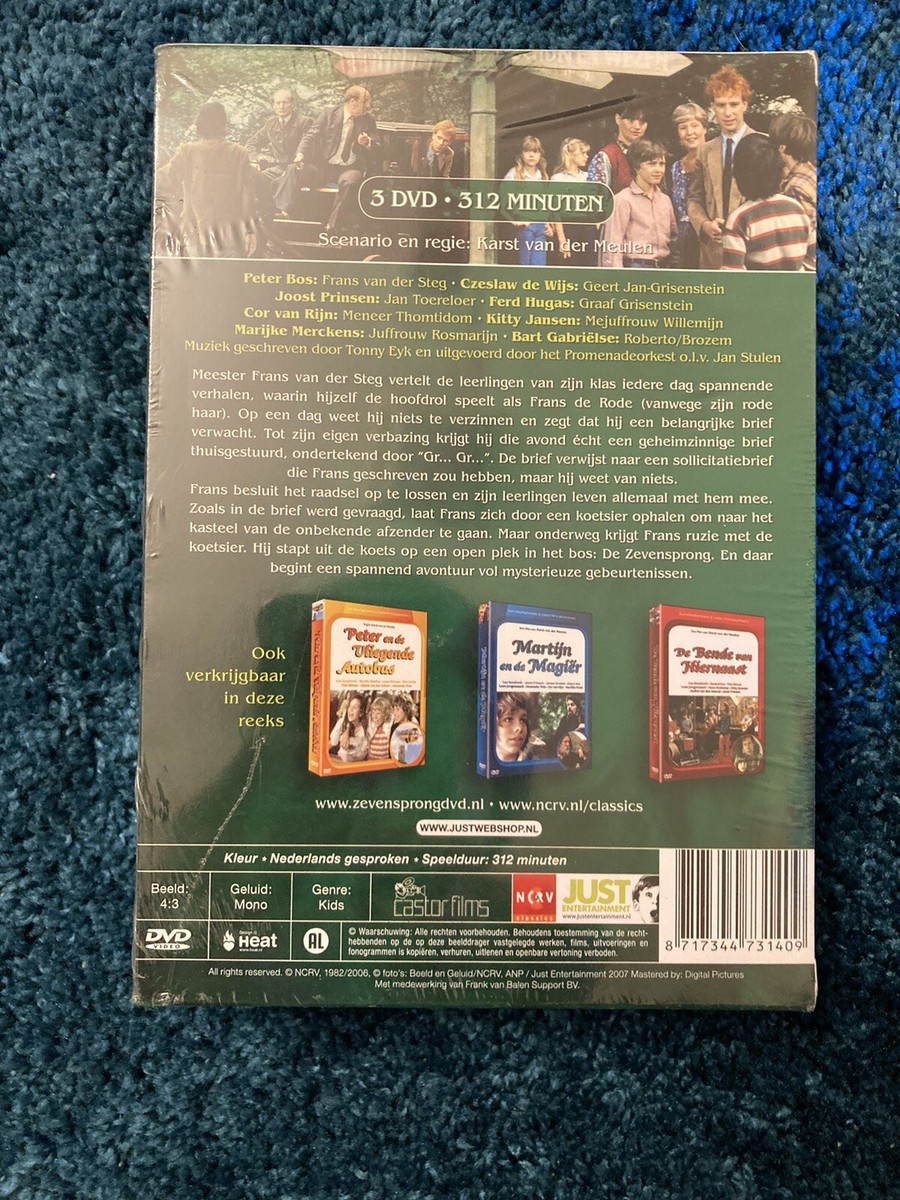 3 DVD • 312 MINUTEN
Scenario en regie: Karst van der Meulen
Peter Bos: Frans van der Steg • Czeslaw de Wijs: Geert Jan-Grisenstein
Joost Prinsen: Jan Toereloer • Ferd Hugas: Graaf Grisenstein
Cor van Rijn: Meneer Thomtidom • Kitty Jansen: Mejuffrouw Willemijn
Marijke Merckens: Juffrouw Rosmarijn • Bart Gabriëlse: Roberto/Brozem
Muziek geschreven door Tonny Eyk en uitgevoerd door het Promenadeorkest o.l.v. Jan Stulen
Meester Frans van der Steg vertelt de leerlingen van zijn klas iedere dag spannende
verhalen, waarin hijzelf de hoofdrol speelt als Frans de Rode (vanwege zijn rode
haar). Op een dag weet hij niets te verzinnen en zegt dat hij een belangrijke brief
verwacht. Tot zijn eigen verbazing krijgt hij die avond écht een geheimzinnige brief
thuisgestuurd, ondertekend door "Gr... Gr...". De brief verwijst naar een sollicitatiebrief
die Frans geschreven zou hebben, maar hij weet van niets.
Frans besluit het raadsel op te lossen en zijn leerlingen leven allemaal met hem mee.
Zoals in de brief werd gevraagd, laat Frans zich door een koetsier ophalen om naar het
kasteel van de onbekende afzender te gaan. Maar onderweg krijgt Frans ruzie met de
koetsier. Hij stapt uit de koets op een open plek in het bos: De Zevensprong. En daar
begint een spannend avontuur vol mysterieuze gebeurtenissen.
Ook
verkrijgbaar
in deze
reeks
Peter en de
Vliegende
Autobus
Martijn
en de Magiër
De Bende van
Hiernaast
www.zevensprongdvd.nl • www.ncrv.nl/classics
WWW.JUSTWEBSHOP.NL
Kleur • Nederlands gesproken • Speelduur: 312 minuten
Beeld:
4:3
Geluid:
Mono
Genre:
Kids
castorfilms
NCRV
classics
JUST
ENTERTAINMENT
www.justentertainment.nl
DVD
VIDEO
Heat
AL
© Waarschuwing: Alle rechten voorbehouden. Behoudens toestemming van de recht-
hebbenden op de op deze beelddrager vastgelegde werken, films, uitvoeringen en
fonogrammen is kopiëren, verhuren, uitlenen en openbare vertoning verboden.
8 717344 731409
All rights reserved. © NCRV, 1982/2006, © foto's: Beeld en Geluid/NCRV, ANP / Just Entertainment 2007 Mastered by: Digital Pictures
Met medewerking van Frank van Balen Support BV.